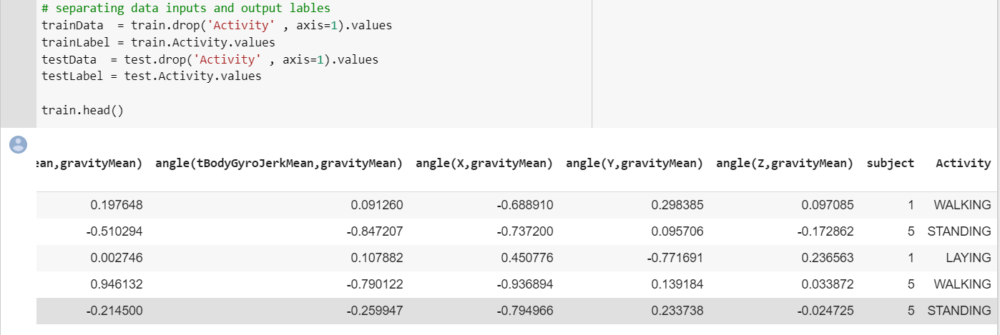 # separating data inputs and output lables
trainData  = train.drop('Activity' , axis=1).values
trainLabel = train.Activity.values
testData  = test.drop('Activity' , axis=1).values
testLabel = test.Activity.values
train.head()
ean,gravityMean) angle(tBodyGyroJerkMean,gravityMean) angle(X,gravityMean) angle(Y,gravityMean) angle(Z,gravityMean) subject Activity
0.197648 0.091260 -0.688910 0.298385 0.097085 1 WALKING
-0.510294 -0.847207 -0.737200 0.095706 -0.172862 5 STANDING
0.002746 0.107882 0.450776 -0.771691 0.236563 1 LAYING
0.946132 -0.790122 -0.936894 0.139184 0.033872 5 WALKING
-0.214500 -0.259947 -0.794966 0.233738 -0.024725 5 STANDING